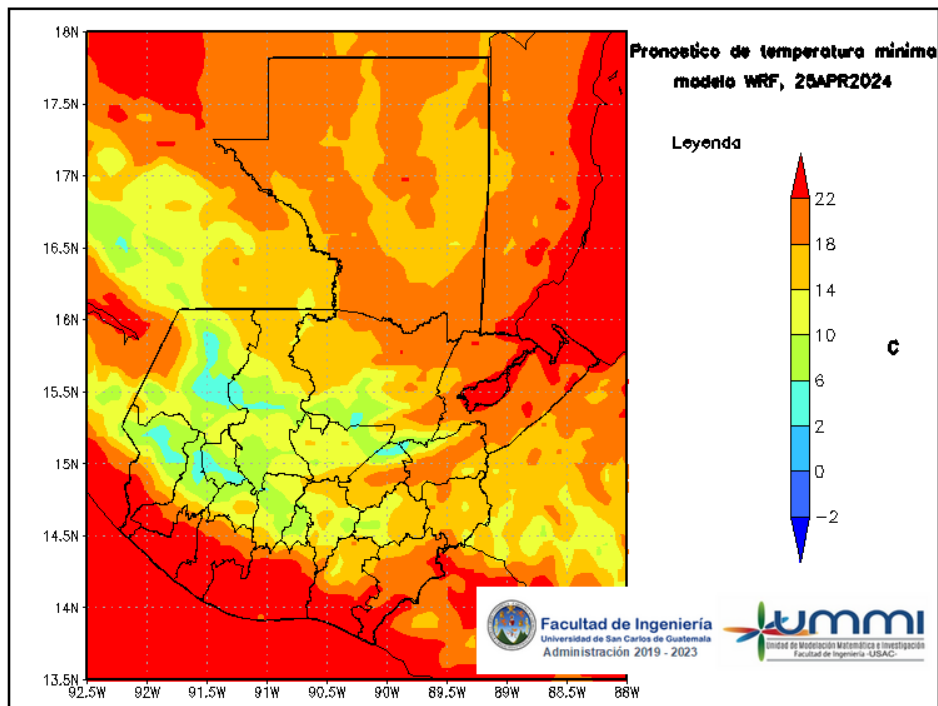 Pronostico de temperatura minima
modelo WRF, 25APR2024
Leyenda
22
18
14
10
6
2
0
−2
C
18N
17.5N
17N
16.5N
16N
15.5N
15N
14.5N
14N
13.5N
92.5W 92W 91.5W 91W 90.5W 90W 89.5W 89W 88.5W 88W
Facultad de Ingeniería
Universidad de San Carlos de Guatemala
Administración 2019 - 2023
UMMI
Unidad de Modelación Matemática e Investigación
Facultad de Ingeniería -USAC-